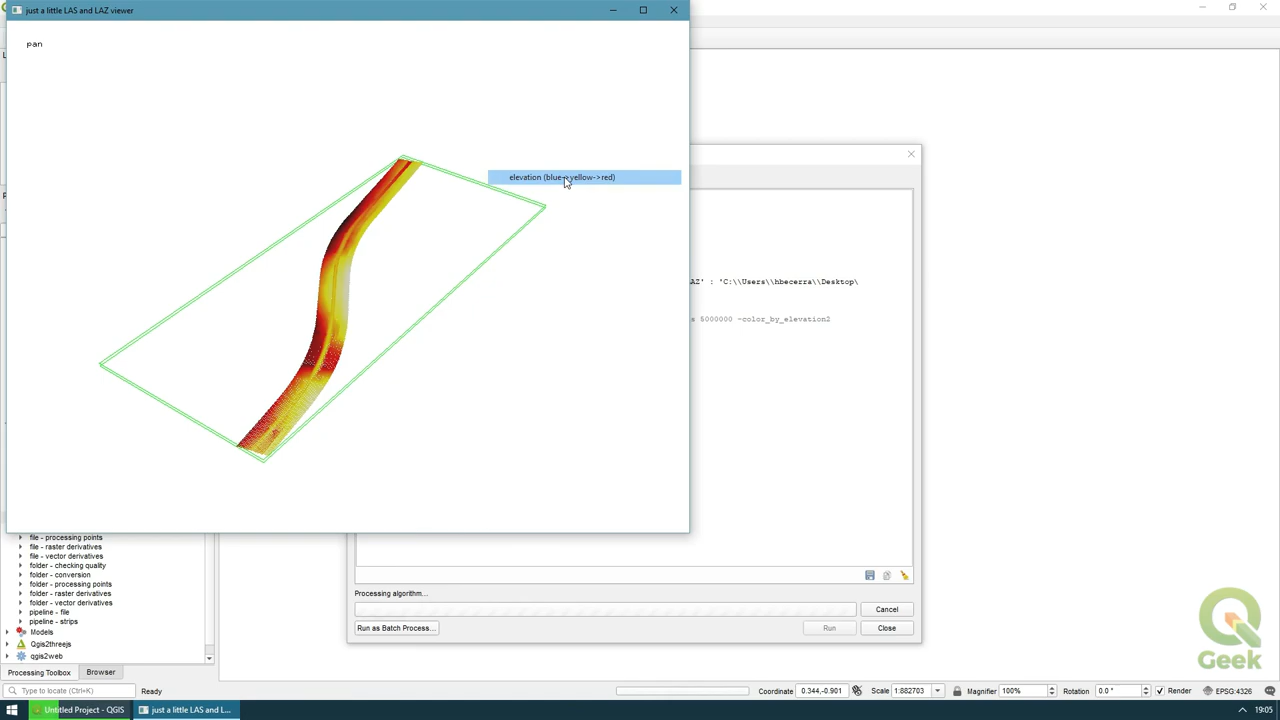 just a little LAS and LAZ viewer
pan
elevation (blue->yellow->red)
AZ' : 'C:\\Users\\hbecerra\\Desktop\
s 5000000 -color_by_elevation2
file - processing points
file - raster derivatives
file - vector derivatives
folder - checking quality
folder - conversion
folder - processing points
folder - raster derivatives
folder - vector derivatives
pipeline - file
pipeline - strips
Models
Qgis2threejs
qgis2web
Processing algorithm...
Cancel
Run as Batch Process...
Run
Close
Processing Toolbox
Browser
Type to locate (Ctrl+K)
Ready
Coordinate 0.344,-0.901
Scale 1:882703
Magnifier 100%
Rotation 0.0 °
Render
EPSG:4326
Untitled Project - QGIS
just a little LAS and L...
19:05
Geek